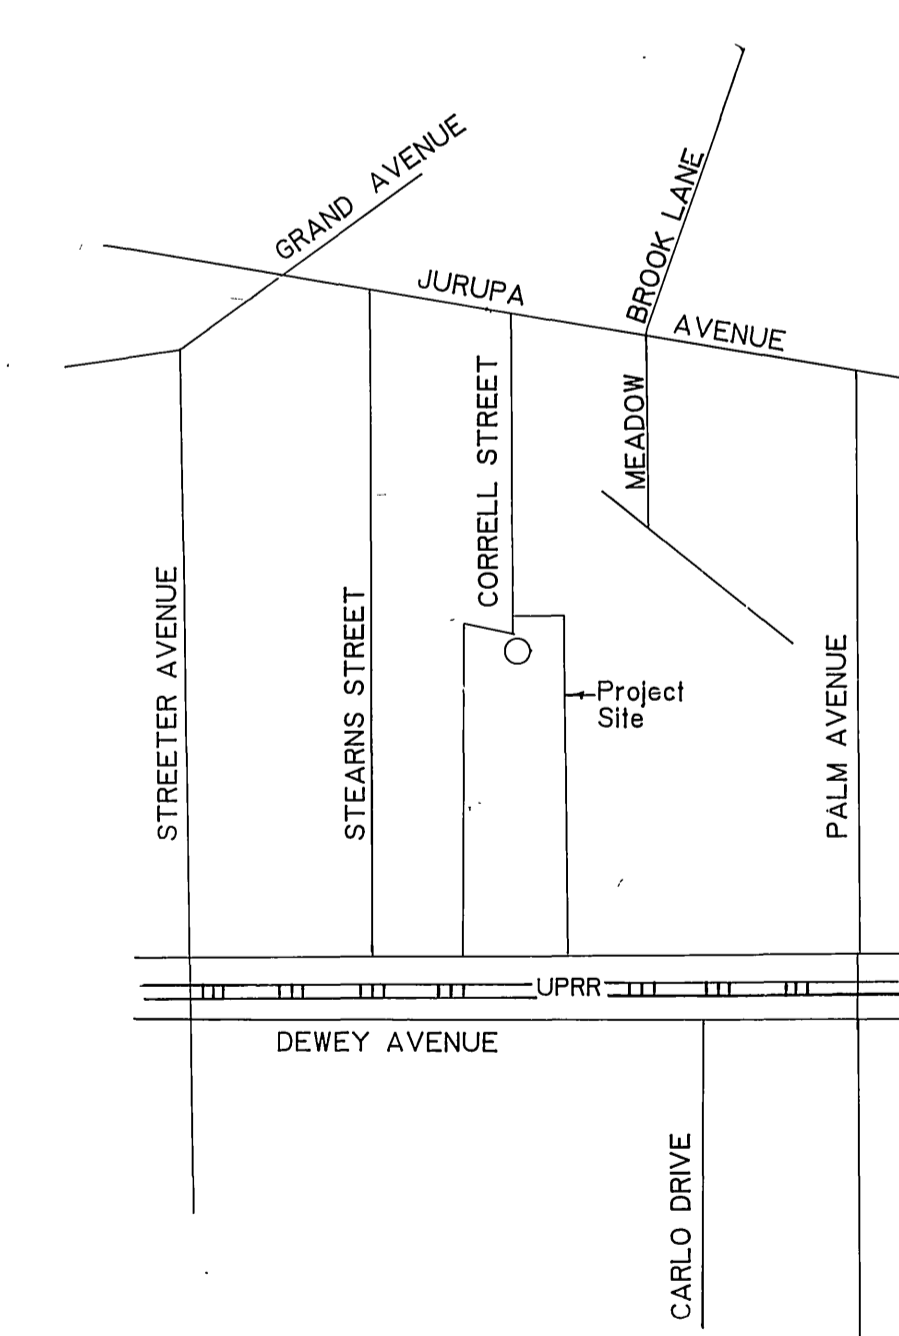 GRAND AVENUE
BROOK LANE
JURUPA
AVENUE
CORRELL STREET
MEADOW
STREETER AVENUE
STEARNS STREET
Project
Site
PALM AVENUE
UPRR
DEWEY AVENUE
CARLO DRIVE